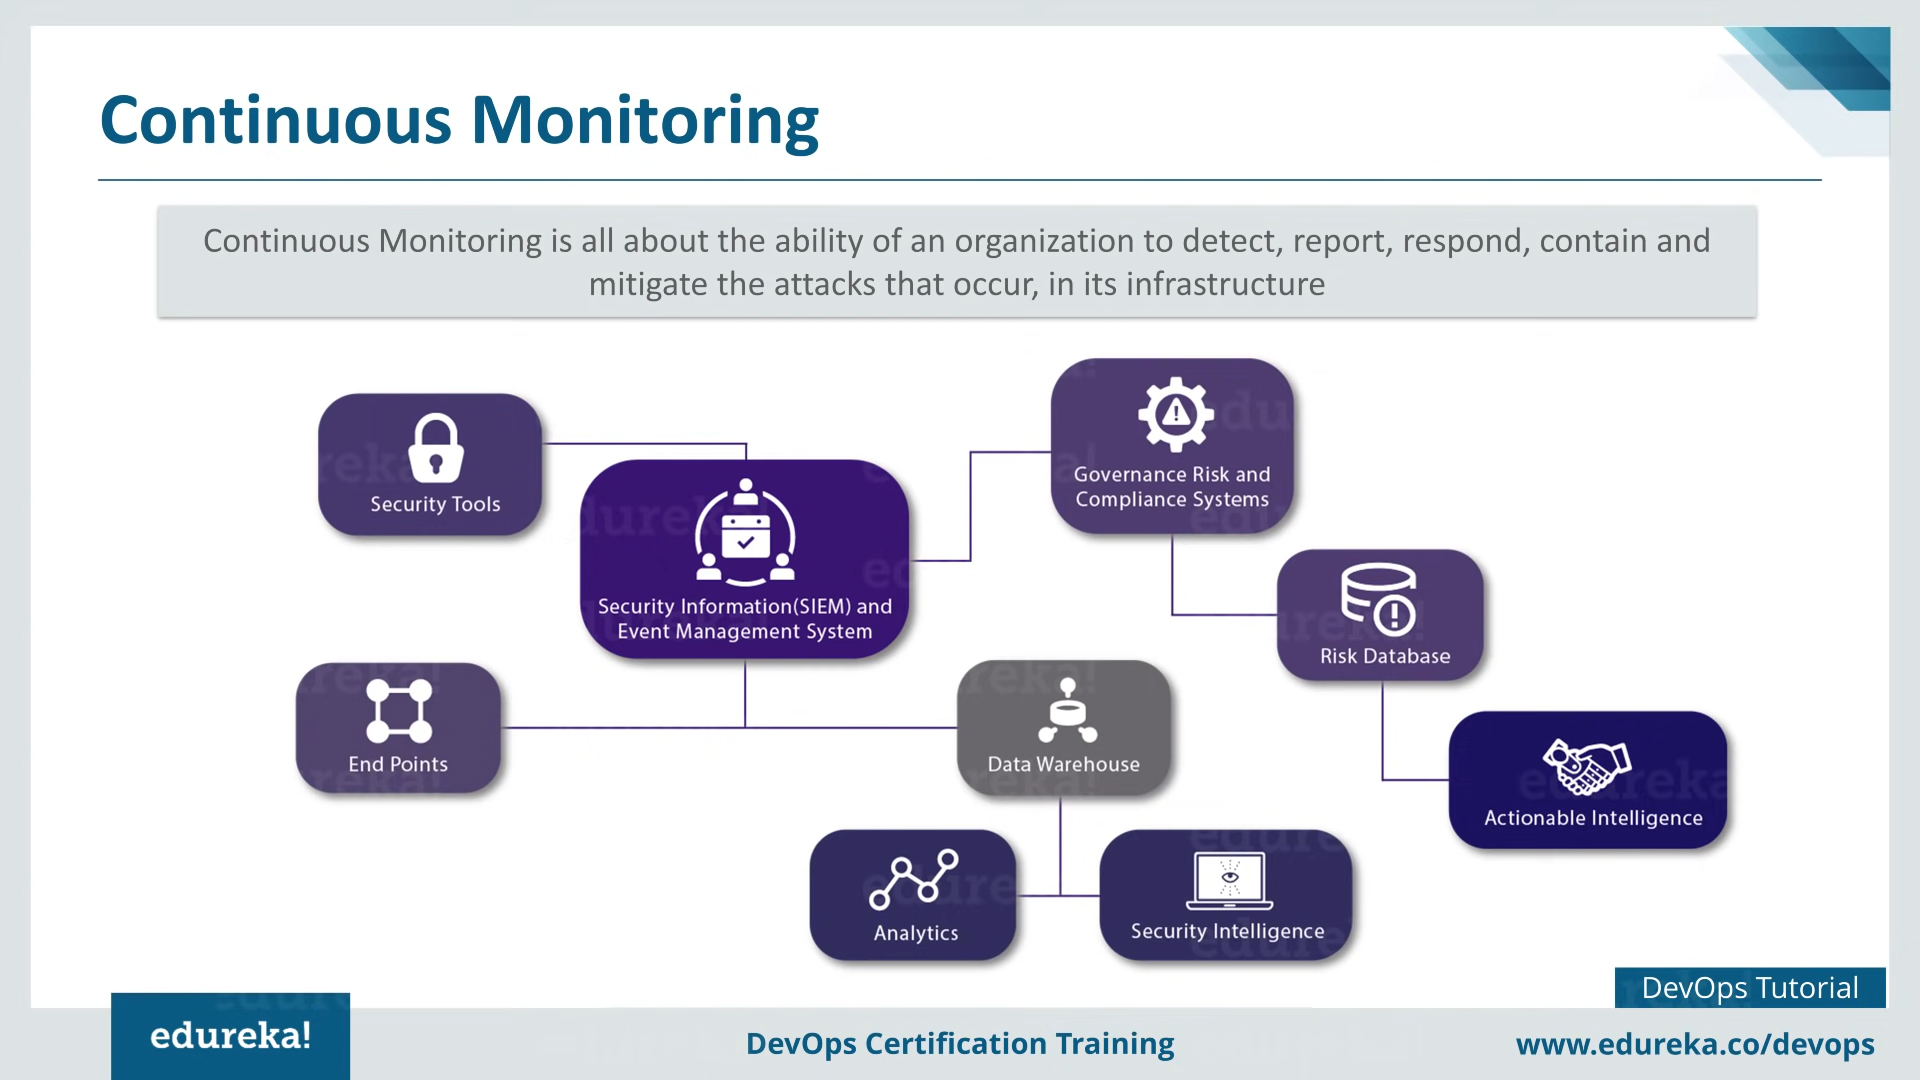 Continuous Monitoring
Continuous Monitoring is all about the ability of an organization to detect, report, respond, contain and
mitigate the attacks that occur, in its infrastructure
Security Tools
Governance Risk and
Compliance Systems
Security Information(SIEM) and
Event Management System
Risk Database
End Points
Data Warehouse
Actionable Intelligence
Analytics
Security Intelligence
DevOps Tutorial
edureka!
DevOps Certification Training
www.edureka.co/devops